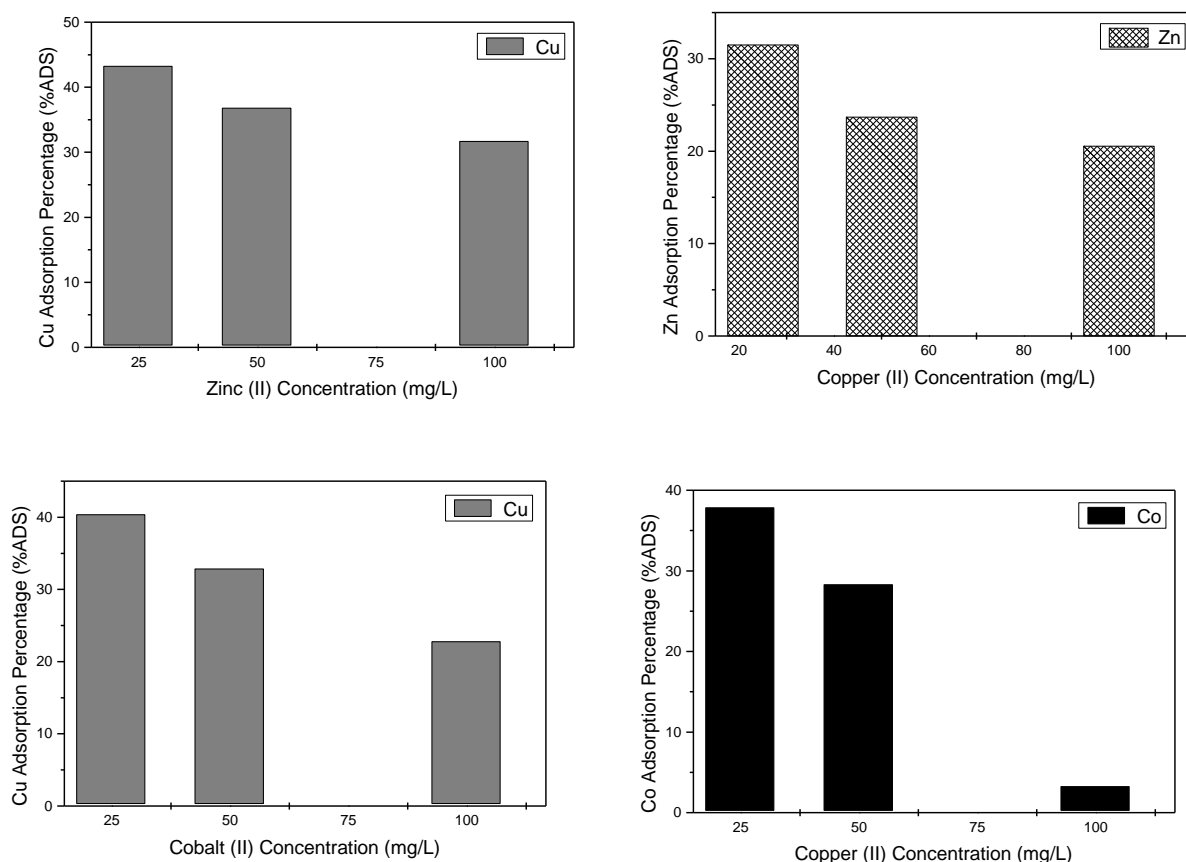 50
40
30
20
10
0
Cu Adsorption Percentage (%ADS)
Cu
25 50 75 100
Zinc (II) Concentration (mg/L)
30
20
10
0
Zn Adsorption Percentage (%ADS)
Zn
20 40 60 80 100
Copper (II) Concentration (mg/L)
40
30
20
10
0
Cu Adsorption Percentage (%ADS)
Cu
25 50 75 100
Cobalt (II) Concentration (mg/L)
40
30
20
10
0
Co Adsorption Percentage (%ADS)
Co
25 50 75 100
Copper (II) Concentration (mg/L)